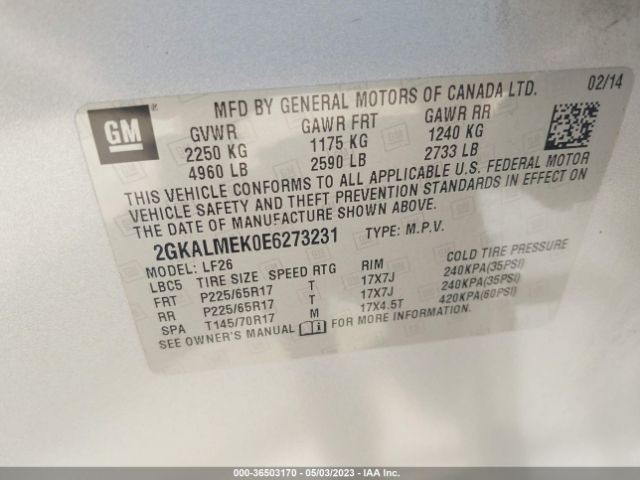 02/14
GM ® MFD BY GENERAL MOTORS OF CANADA LTD.
GVWR GAWR FRT GAWR RR
2250 KG 1175 KG 1240 KG
4960 LB 2590 LB 2733 LB
THIS VEHICLE CONFORMS TO ALL APPLICABLE U.S. FEDERAL MOTOR
VEHICLE SAFETY AND THEFT PREVENTION STANDARDS IN EFFECT ON
THE DATE OF MANUFACTURE SHOWN ABOVE.
2GKALMEK0E6273231 TYPE: M.P.V.
MODEL: LF26
LBC5 TIRE SIZE SPEED RTG RIM COLD TIRE PRESSURE
FRT P225/65R17 T 17X7J 240KPA(35PSI)
RR P225/65R17 T 17X7J 240KPA(35PSI)
SPA T145/70R17 M 17X4.5T 420KPA(60PSI)
SEE OWNER'S MANUAL FOR MORE INFORMATION.
000-36503170 - 05/03/2023 - IAA Inc.